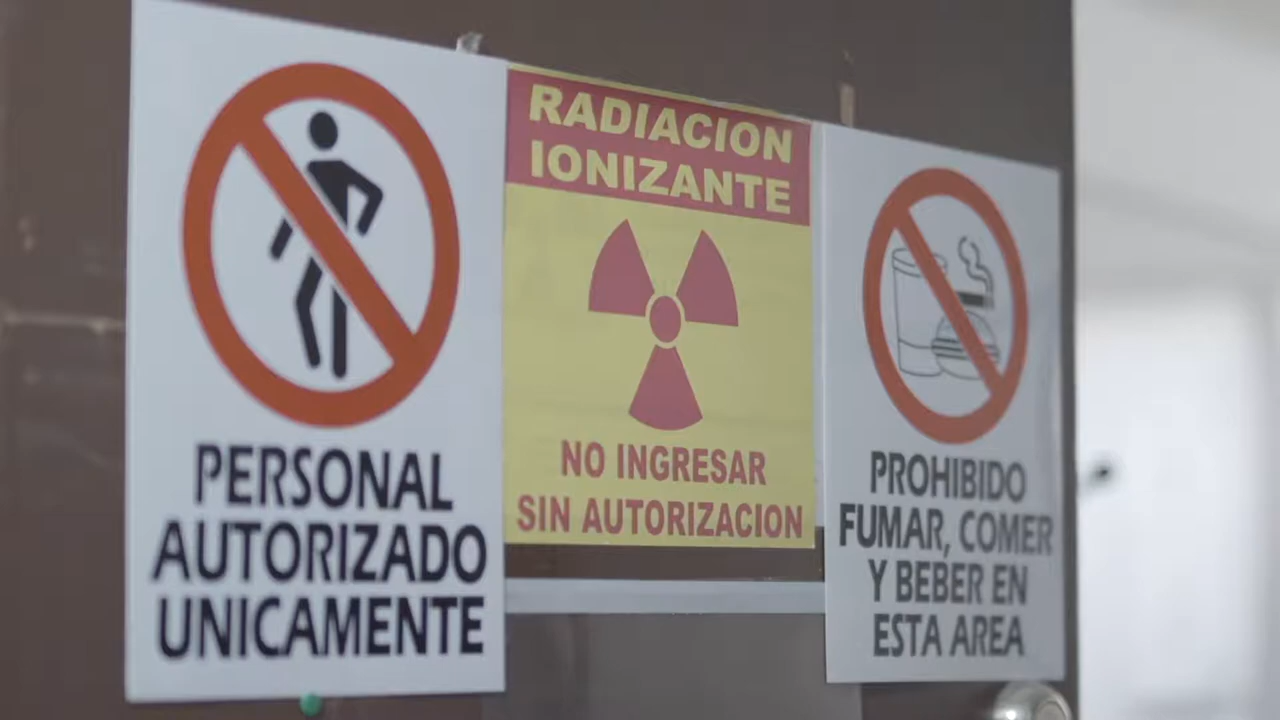 PERSONAL
AUTORIZADO
UNICAMENTE
RADIACION
IONIZANTE
NO INGRESAR
SIN AUTORIZACION
PROHIBIDO
FUMAR, COMER
Y BEBER EN
ESTA AREA